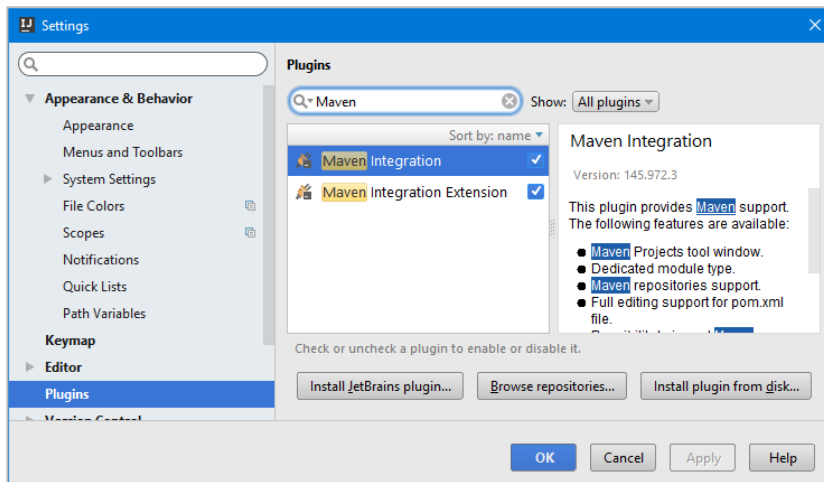 Settings
Appearance & Behavior
Appearance
Menus and Toolbars
System Settings
File Colors
Scopes
Notifications
Quick Lists
Path Variables
Keymap
Editor
Plugins
Version Control
Plugins
Maven
Show: All plugins
Sort by: name
Maven Integration
Maven Integration Extension
Maven Integration
Version: 145.972.3
This plugin provides Maven support.
The following features are available:
Maven Projects tool window.
Dedicated module type.
Maven repositories support.
Full editing support for pom.xml
file.
Check or uncheck a plugin to enable or disable it.
Install JetBrains plugin...
Browse repositories...
Install plugin from disk...
OK
Cancel
Apply
Help